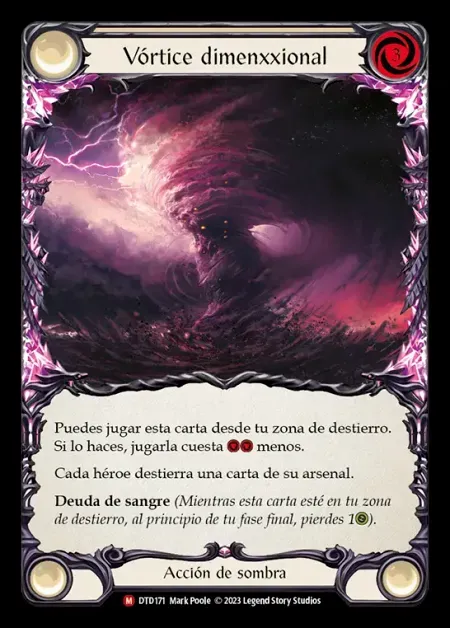 Vórtice dimenxxional
3
Puedes jugar esta carta desde tu zona de destierro.
Si lo haces, jugarla cuesta menos.
Cada héroe destierra una carta de su arsenal.
Deuda de sangre (Mientras esta carta esté en tu zona
de destierro, al principio de tu fase final, pierdes 1).
Acción de sombra
M DTD171 Mark Poole © 2023 Legend Story Studios